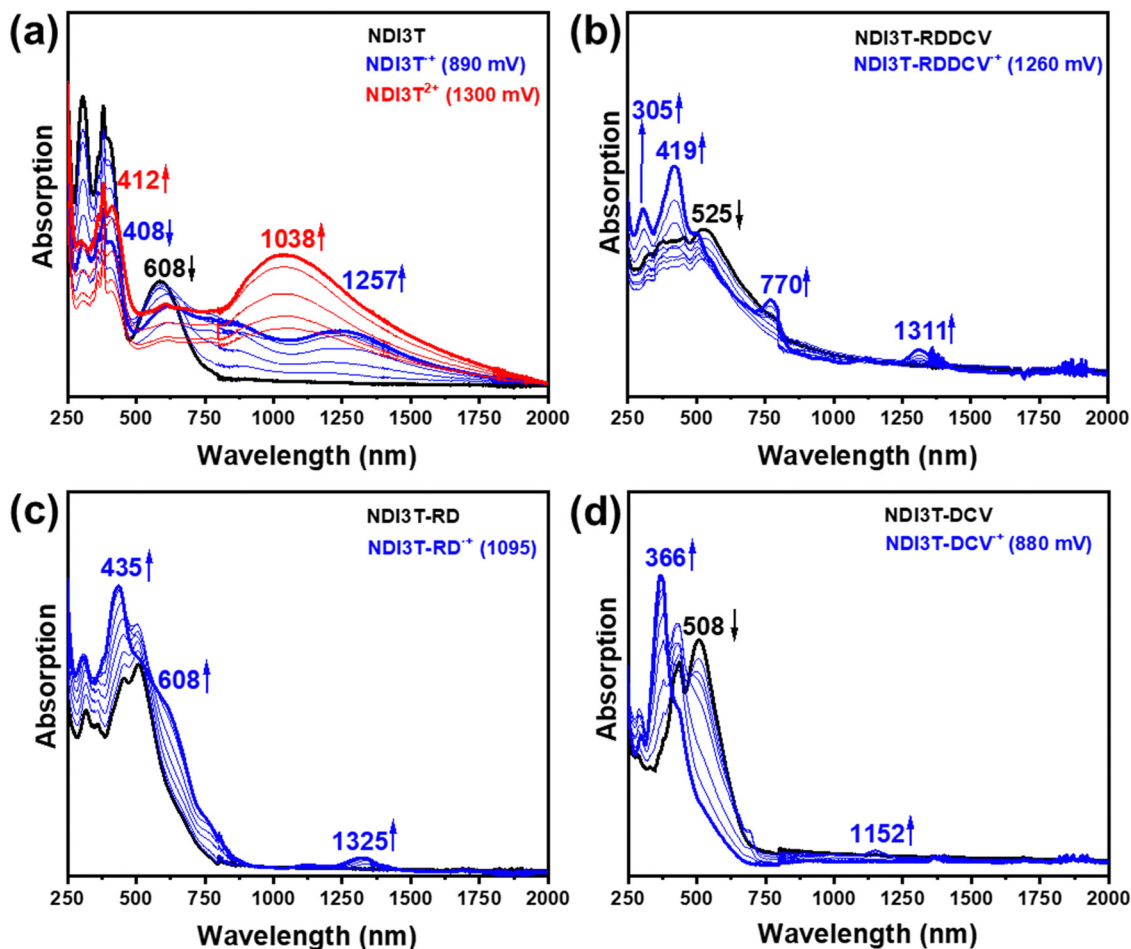 (a)
NDI3T
NDI3T·+ (890 mV)
NDI3T2+ (1300 mV)
412
408
608
1038
1257
Absorption
250 500 750 1000 1250 1500 1750 2000
Wavelength (nm)
(b)
NDI3T-RDDCV
NDI3T-RDDCV·+ (1260 mV)
305
419
525
770
1311
Absorption
250 500 750 1000 1250 1500 1750 2000
Wavelength (nm)
(c)
NDI3T-RD
NDI3T-RD·+ (1095)
435
608
1325
Absorption
250 500 750 1000 1250 1500 1750 2000
Wavelength (nm)
(d)
NDI3T-DCV
NDI3T-DCV·+ (880 mV)
366
508
1152
Absorption
250 500 750 1000 1250 1500 1750 2000
Wavelength (nm)